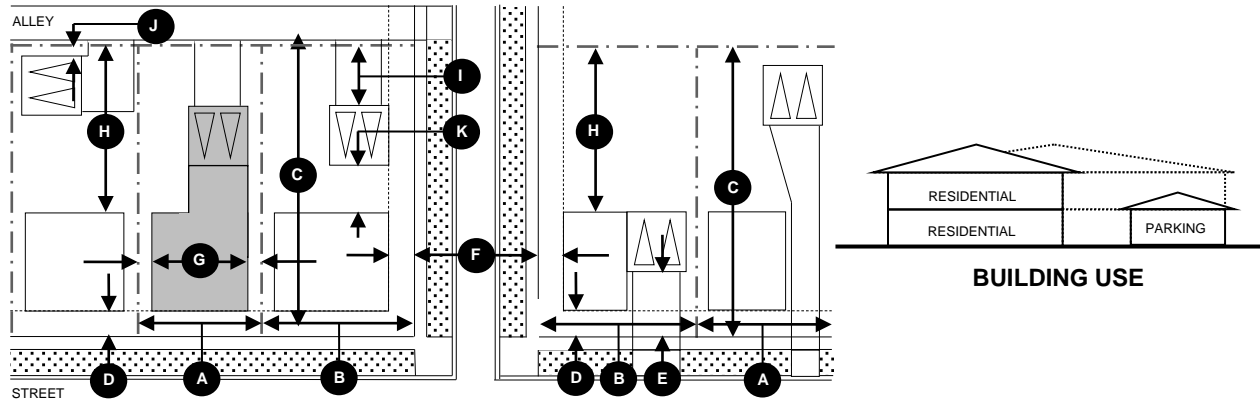 ALLEY
J
I
H
K
H
C
C
RESIDENTIAL
RESIDENTIAL
PARKING
G
F
BUILDING USE
D
A
B
D
B
E
A
STREET